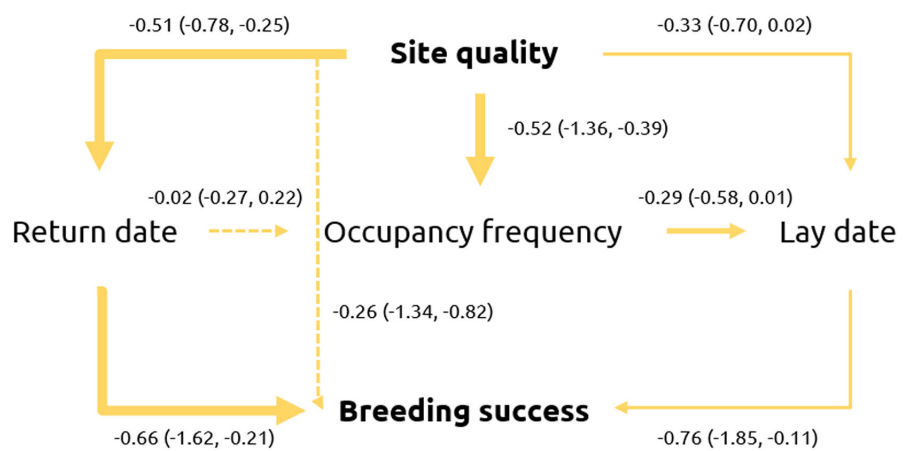 -0.51 (-0.78, -0.25)
-0.33 (-0.70, 0.02)
Site quality
-0.52 (-1.36, -0.39)
-0.02 (-0.27, 0.22)
-0.29 (-0.58, 0.01)
Return date
Occupancy frequency
Lay date
-0.26 (-1.34, -0.82)
Breeding success
-0.66 (-1.62, -0.21)
-0.76 (-1.85, -0.11)